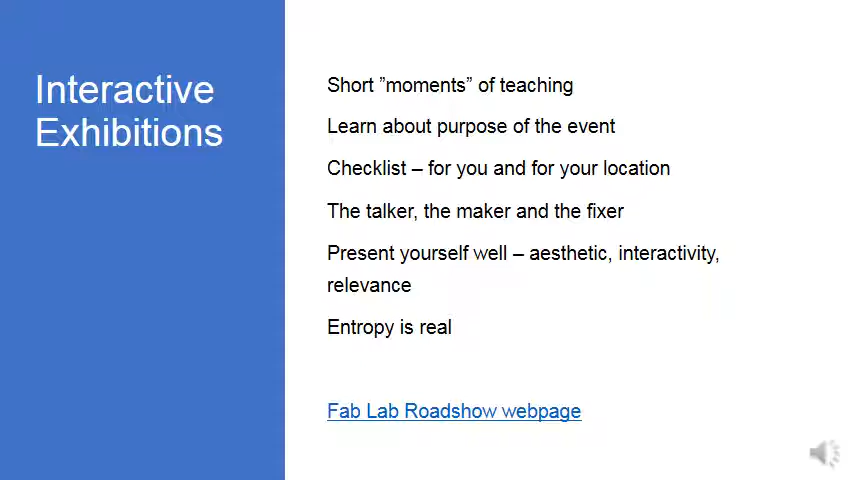 Interactive
Exhibitions
Short ”moments” of teaching
Learn about purpose of the event
Checklist – for you and for your location
The talker, the maker and the fixer
Present yourself well – aesthetic, interactivity,
relevance
Entropy is real
Fab Lab Roadshow webpage